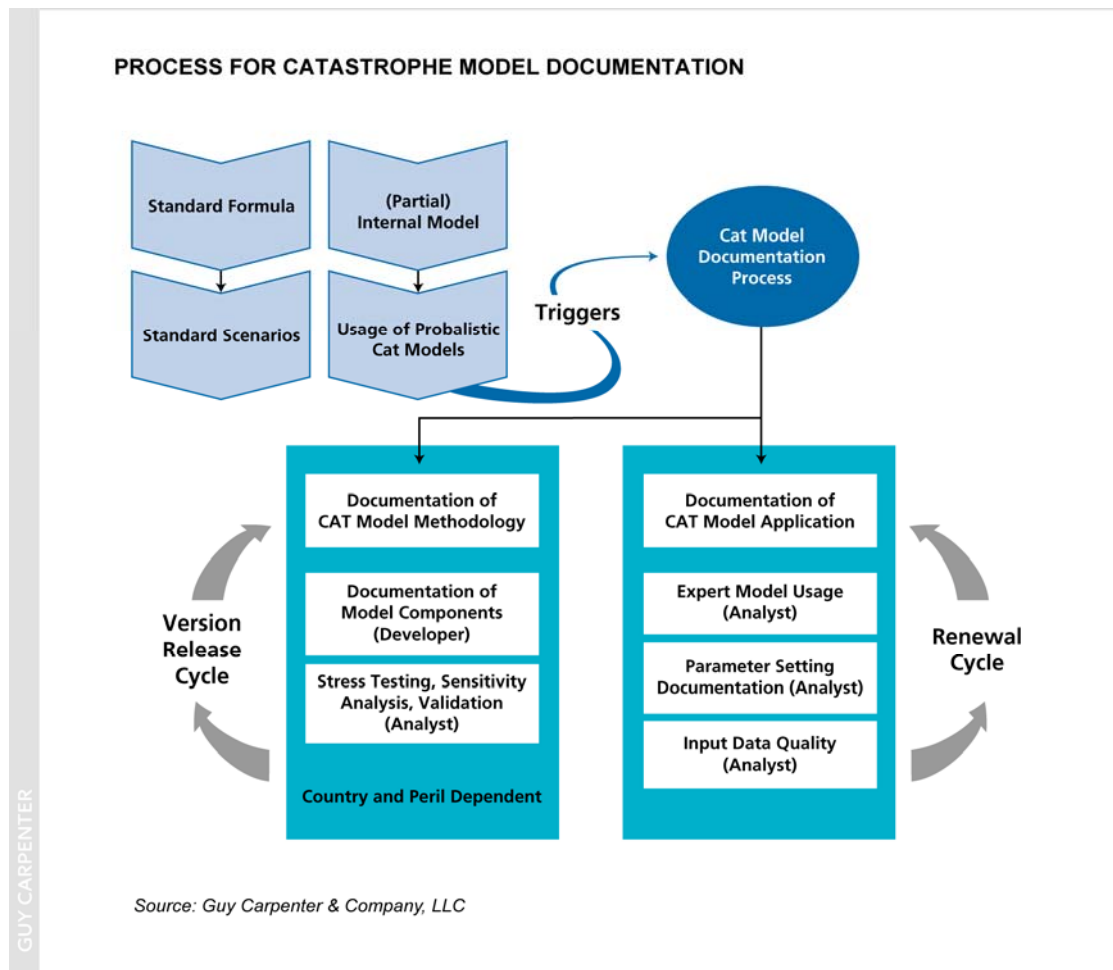 PROCESS FOR CATASTROPHE MODEL DOCUMENTATION
Standard Formula
(Partial)
Internal Model
Standard Scenarios
Usage of Probalistic
Cat Models
Triggers
Cat Model
Documentation
Process
Documentation of
CAT Model Methodology
Documentation of
Model Components
(Developer)
Stress Testing, Sensitivity
Analysis, Validation
(Analyst)
Country and Peril Dependent
Version
Release
Cycle
Documentation of
CAT Model Application
Expert Model Usage
(Analyst)
Parameter Setting
Documentation (Analyst)
Input Data Quality
(Analyst)
Renewal
Cycle
Source: Guy Carpenter & Company, LLC
GUY CARPENTER